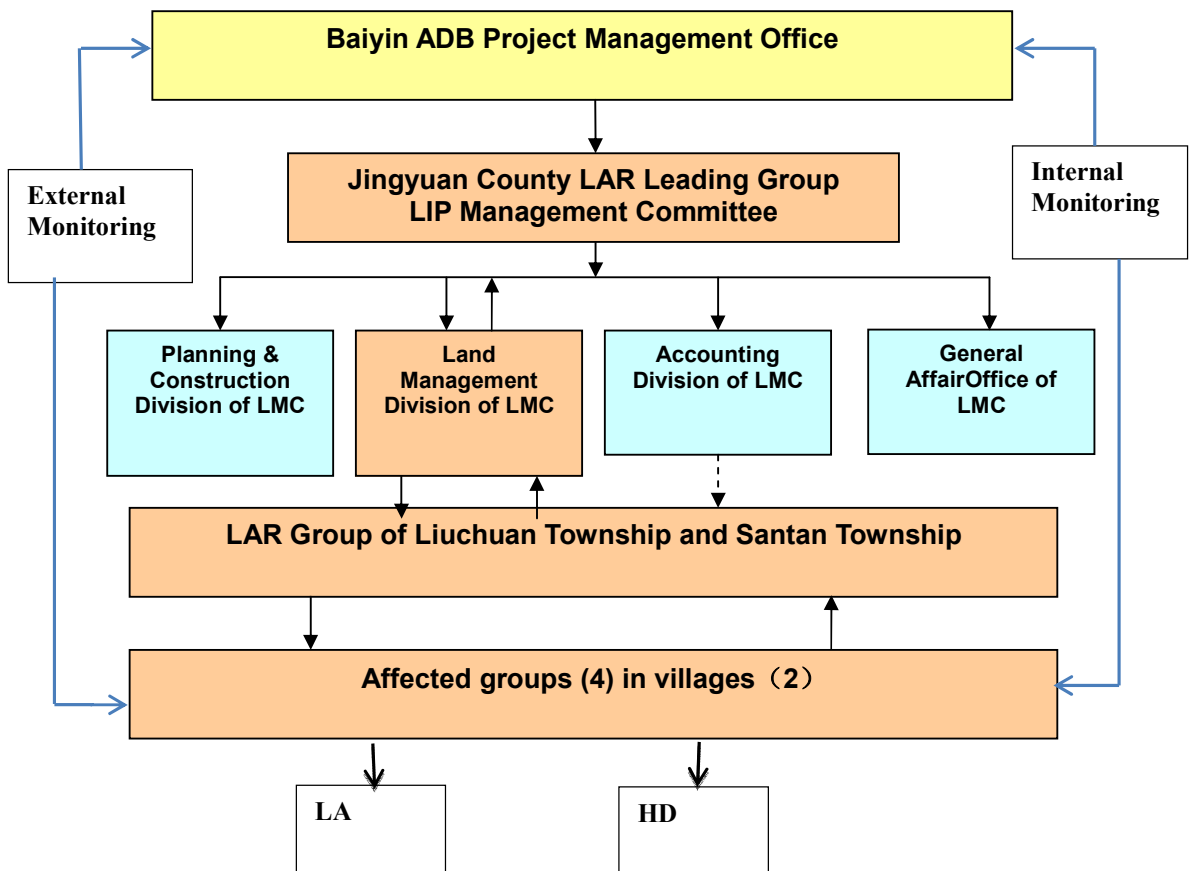 Baiyin ADB Project Management Office
External
Monitoring
Internal
Monitoring
Jingyuan County LAR Leading Group
LIP Management Committee
Planning &
Construction
Division of LMC
Land
Management
Division of LMC
Accounting
Division of LMC
General
AffairOffice of
LMC
LAR Group of Liuchuan Township and Santan Township
Affected groups (4) in villages（2）
LA
HD